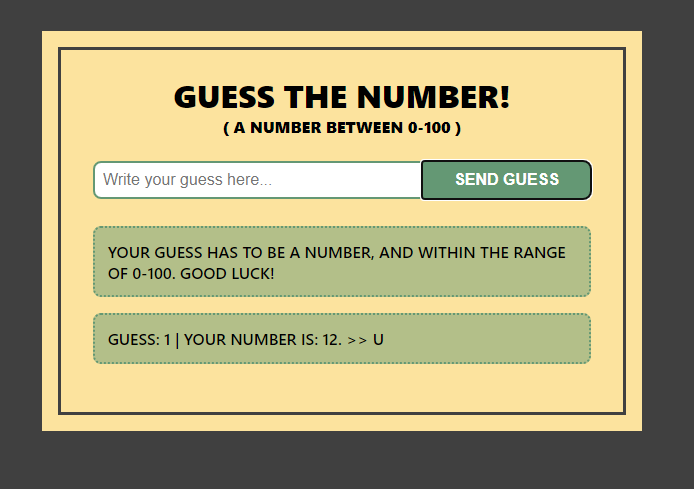 GUESS THE NUMBER!
( A NUMBER BETWEEN 0-100 )
Write your guess here...
SEND GUESS
YOUR GUESS HAS TO BE A NUMBER, AND WITHIN THE RANGE
OF 0-100. GOOD LUCK!
GUESS: 1 | YOUR NUMBER IS: 12. >> U